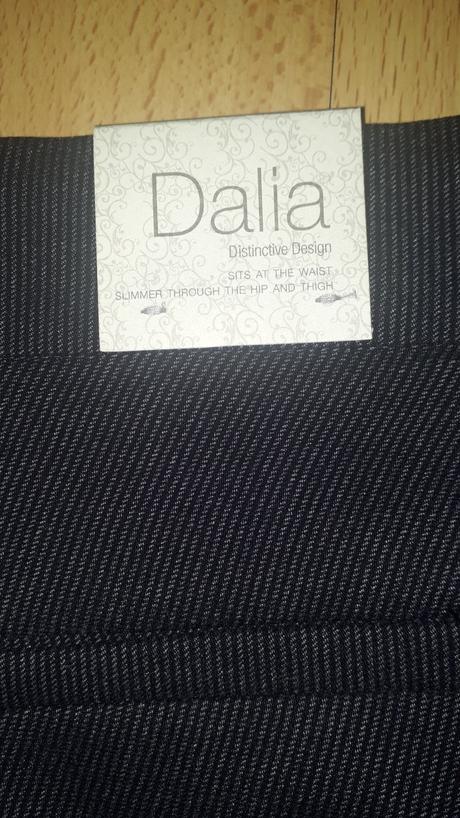 Dalia
Distinctive Design
SITS AT THE WAIST
SLIMMER THROUGH THE HIP AND THIGH